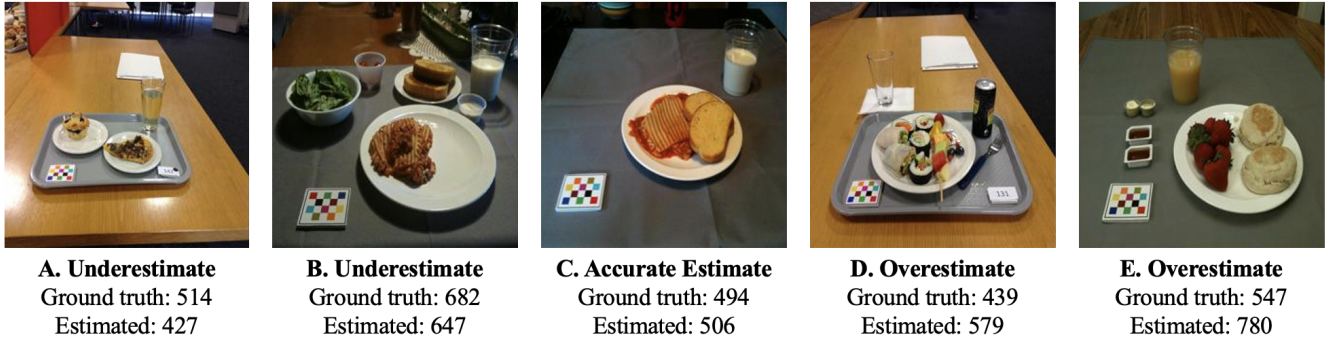 131
A. Underestimate
Ground truth: 514
Estimated: 427
B. Underestimate
Ground truth: 682
Estimated: 647
C. Accurate Estimate
Ground truth: 494
Estimated: 506
D. Overestimate
Ground truth: 439
Estimated: 579
E. Overestimate
Ground truth: 547
Estimated: 780